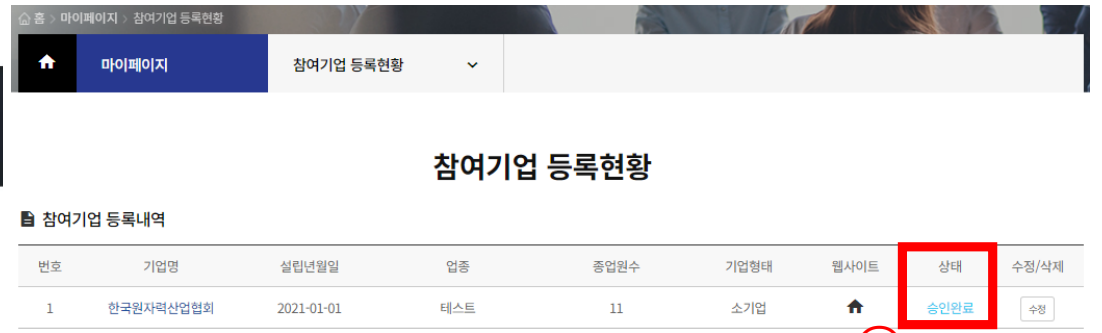 홈 > 마이페이지 > 참여기업 등록현황
마이페이지 참여기업 등록현황
참여기업 등록현황
참여기업 등록내역
번호 기업명 설립년월일 업종 종업원수 기업형태 웹사이트 상태 수정/삭제
1 한국원자력산업협회 2021-01-01 테스트 11 소기업 승인완료 수정